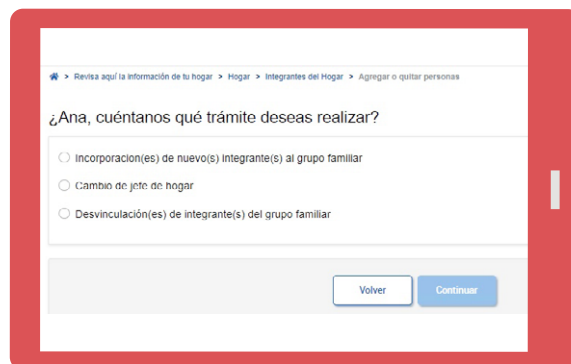 > Revisa aquí la información de tu hogar > Hogar > Integrantes del Hogar > Agregar o quitar personas
¿Ana, cuéntanos qué trámite deseas realizar?
Incorporacion(es) de nuevo(s) integrante(s) al grupo familiar
Cambio de jefe de hogar
Desvinculación(es) de integrante(s) del grupo familiar
Volver
Continuar